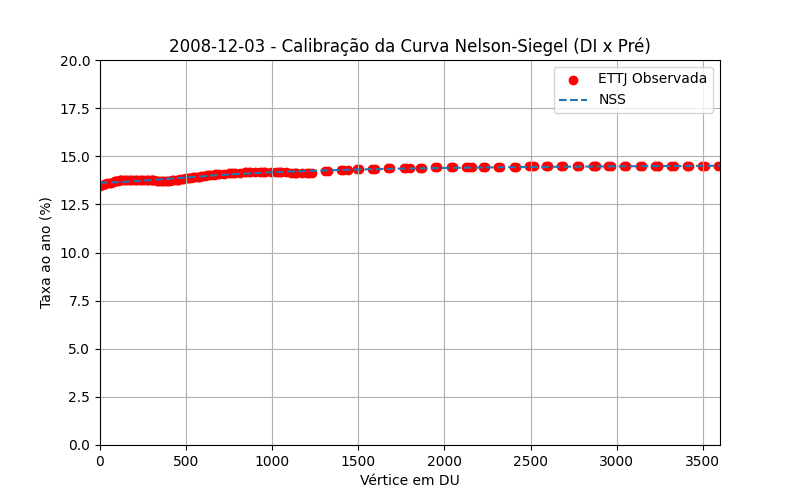 2008-12-03 - Calibração da Curva Nelson-Siegel (DI x Pré)
ETTJ Observada
NSS
Taxa ao ano (%)
20.0
17.5
15.0
12.5
10.0
7.5
5.0
2.5
0.0
0 500 1000 1500 2000 2500 3000 3500
Vértice em DU